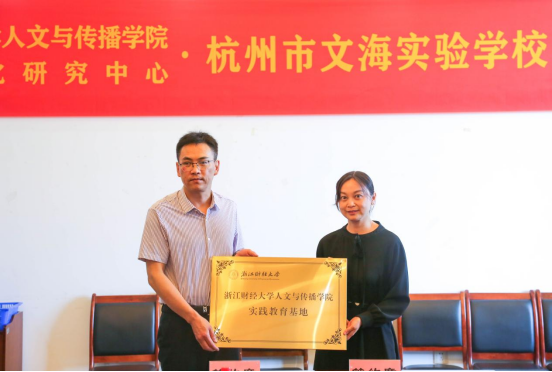 人文与传播学院
研究中心
·杭州市文海实验学校
浙江财经大学
浙江财经大学人文与传播学院
实践教育基地